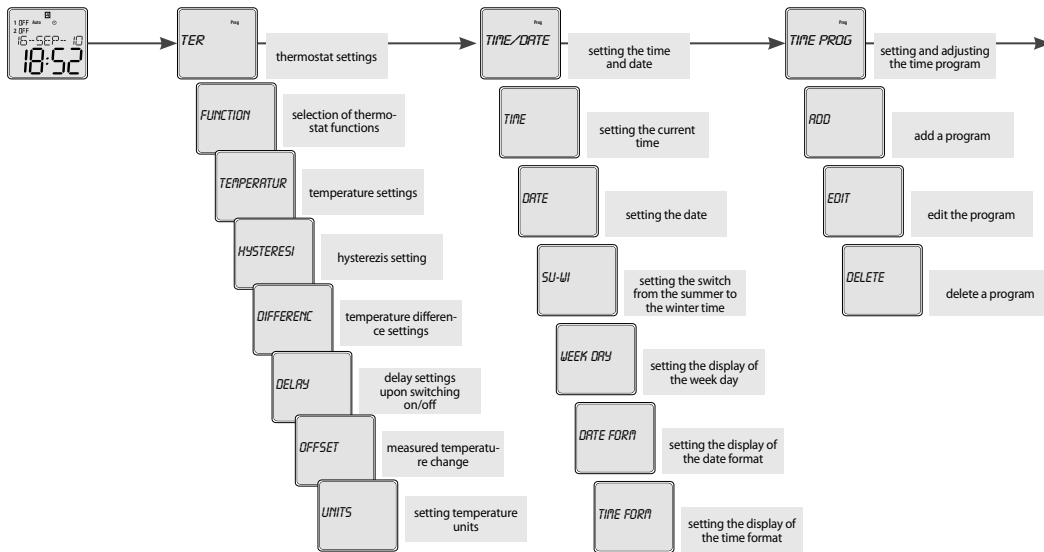 1 OFF Auto
2 OFF
16-SEP-10
18:52
Prog
TER
thermostat settings
FUNCTION
selection of thermo-
stat functions
TEMPERATUR
temperature settings
HYSTERESI
hysterezis setting
DIFFERENC
temperature differen-
ce settings
DELAY
delay settings
upon switching
on/off
OFFSET
measured temperatu-
re change
UNITS
setting temperature
units
Prog
TIME/DATE
setting the time
and date
TIME
setting the current
time
DATE
setting the date
SU-WI
setting the switch
from the summer to
the winter time
WEEK DAY
setting the display of
the week day
DATE FORM
setting the display of
the date format
TIME FORM
setting the display of
the time format
Prog
TIME PROG
setting and adjusting
the time program
ADD
add a program
EDIT
edit the program
DELETE
delete a program